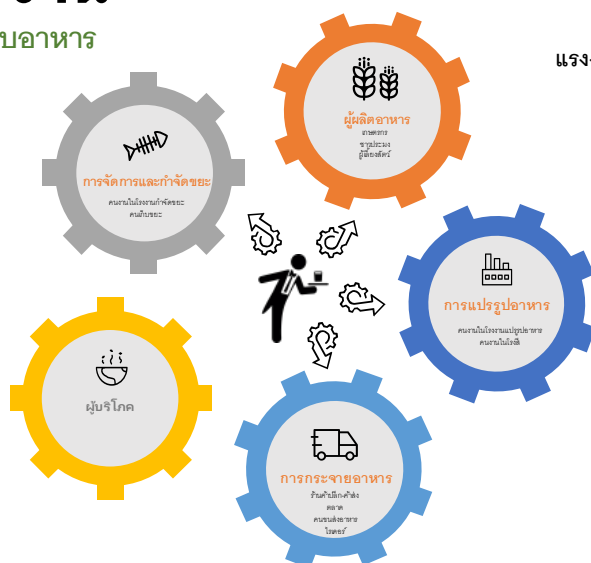 บอาหาร
แรง
ผู้ผลิตอาหาร
เกษตรกร
ชาวประมง
ผู้เลี้ยงสัตว์
การจัดการและกำจัดขยะ
คนงานในโรงงานกำจัดขยะ
คนเก็บขยะ
การแปรรูปอาหาร
คนงานในโรงงานแปรรูปอาหาร
คนงานในโรงสี
ผู้บริโภค
การกระจายอาหาร
ร้านค้าปลีก-ค้าส่ง
ตลาด
คนขนส่งอาหาร
ไรเดอร์